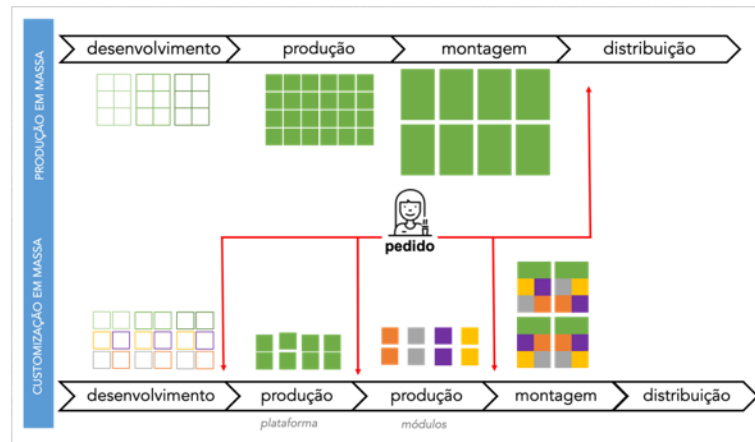 PRODUÇÃO EM MASSA
desenvolvimento
produção
montagem
distribuição
pedido
CUSTOMIZAÇÃO EM MASSA
desenvolvimento
produção
produção
montagem
distribuição
plataforma
módulos